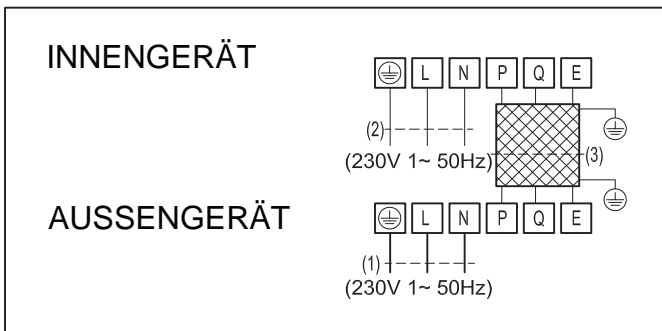 INNENGERÄT
L N P Q E
(2)
(230V 1~ 50Hz)
(3)
AUSSENGERÄT
L N P Q E
(1)
(230V 1~ 50Hz)